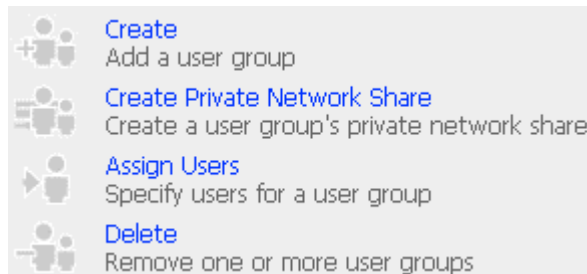 Create
Add a user group
Create Private Network Share
Create a user group's private network share
Assign Users
Specify users for a user group
Delete
Remove one or more user groups